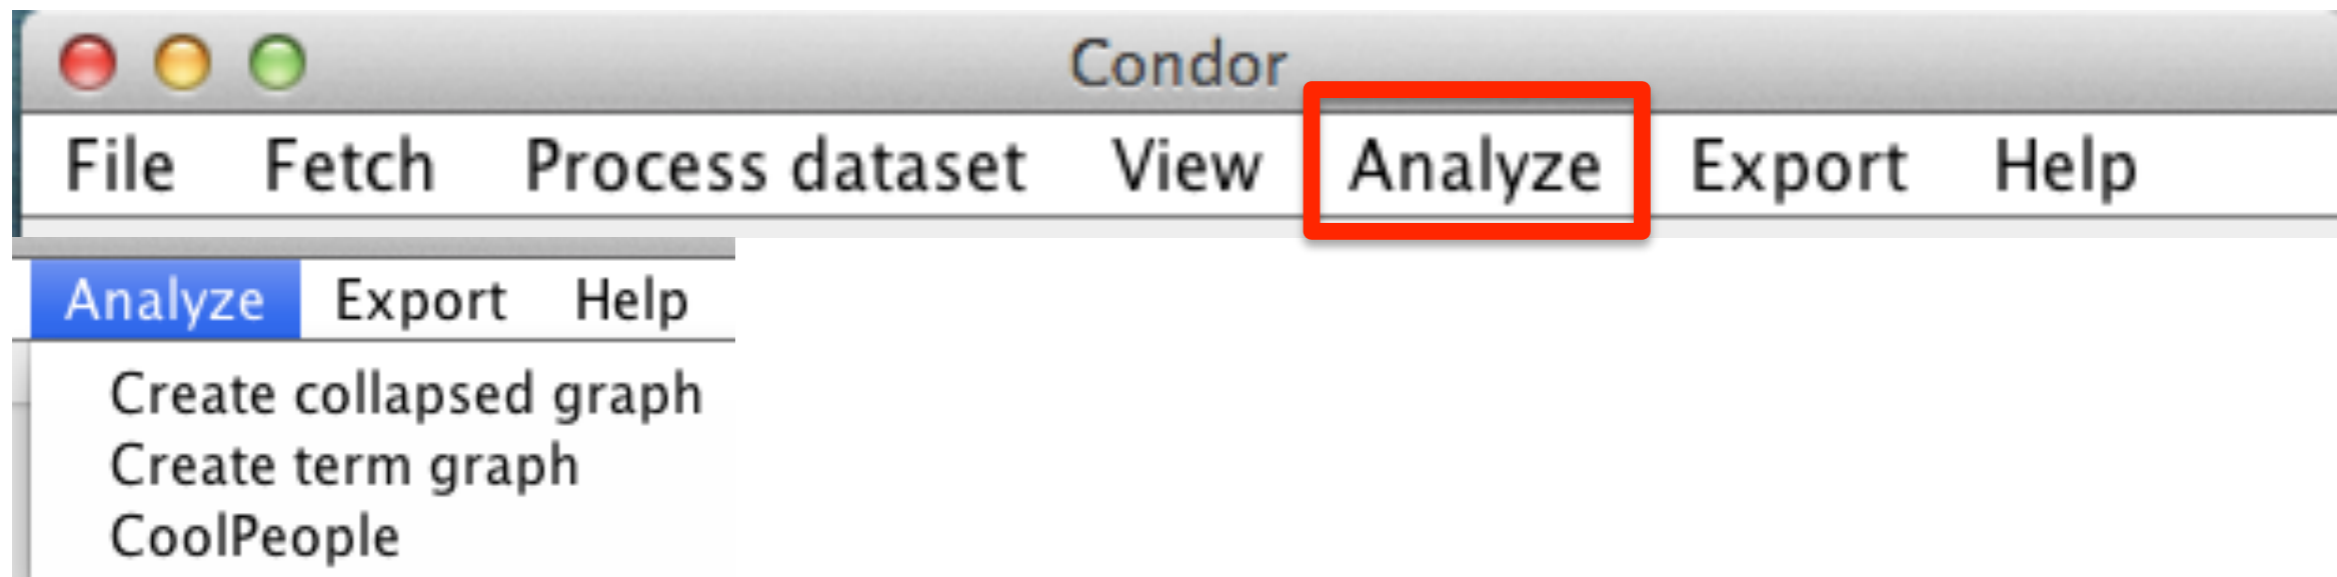 Condor
File Fetch Process dataset View Analyze Export Help
Analyze Export Help
Create collapsed graph
Create term graph
CoolPeople